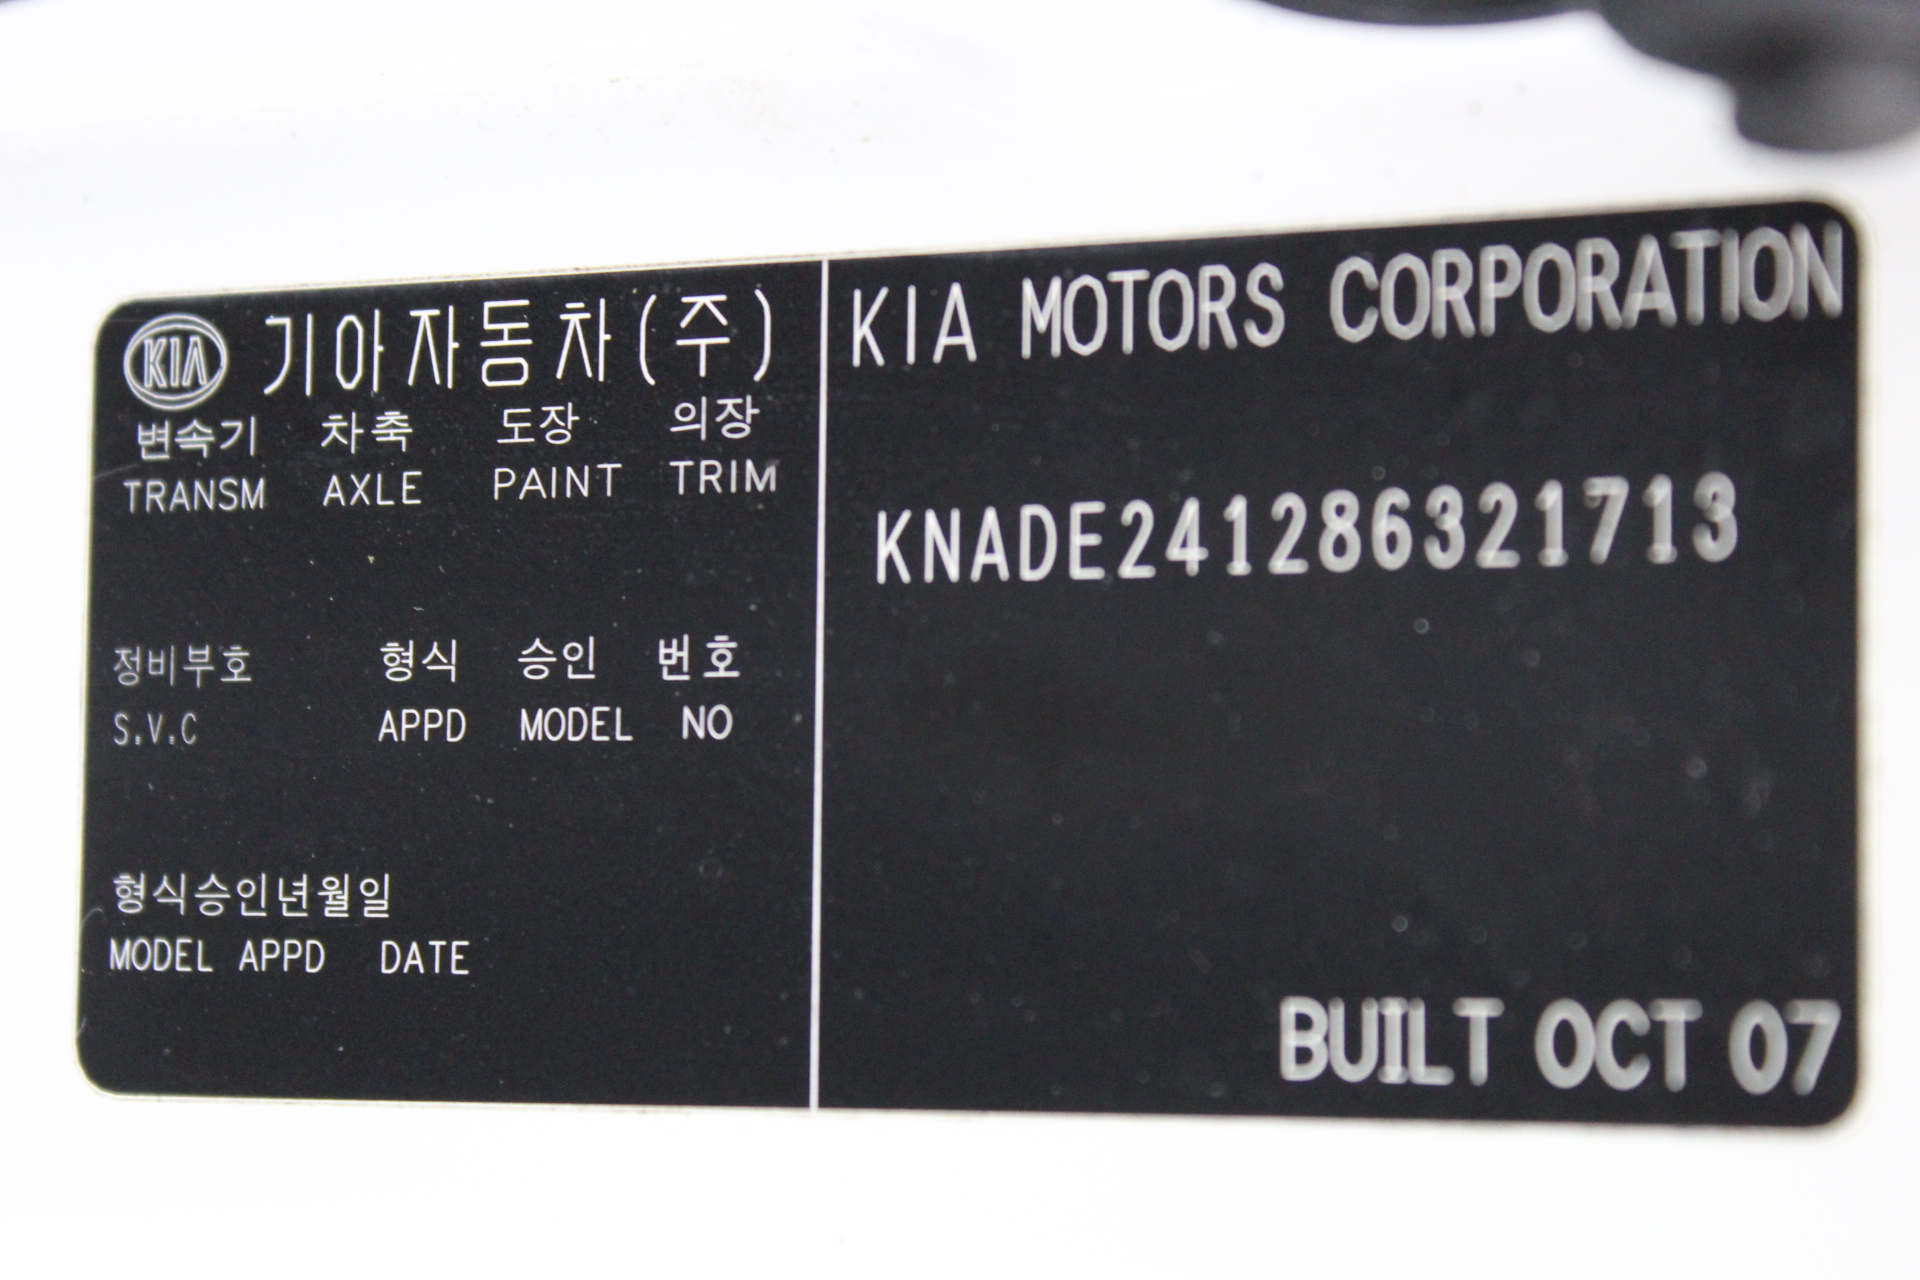 KIA 기아자동차(주)
변속기 차축 도장 의장
TRANSM AXLE PAINT TRIM
정비부호 형식 승인 번호
S.V.C APPD MODEL NO
형식승인년월일
MODEL APPD DATE
KIA MOTORS CORPORATION
KNADE241286321713
BUILT OCT 07